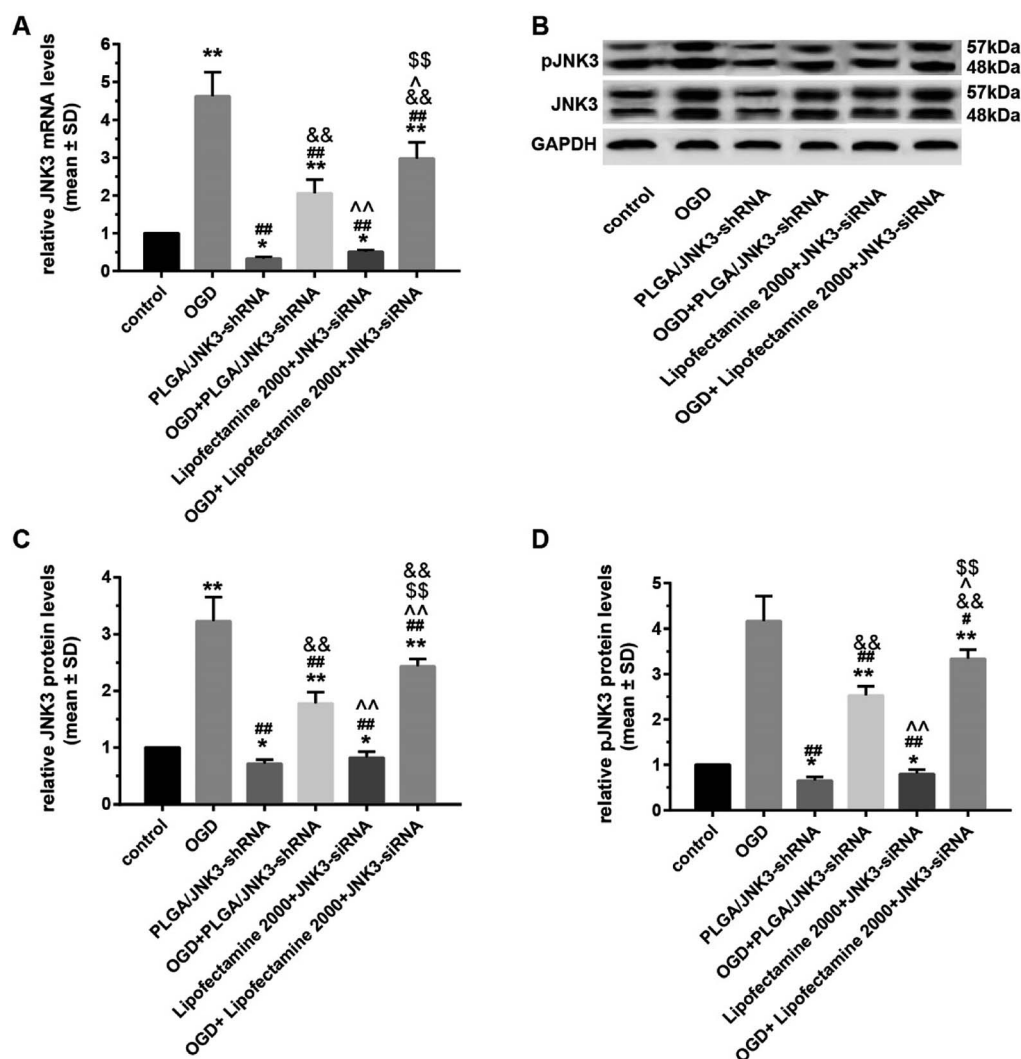 A
relative JNK3 mRNA levels
(mean ± SD)
6
5
4
3
2
1
0
**
##
*
&&
##
**
^^
##
*
$$
^
&&
##
**
control
OGD
PLGA/JNK3-shRNA
OGD+PLGA/JNK3-shRNA
Lipofectamine 2000+JNK3-siRNA
OGD+ Lipofectamine 2000+JNK3-siRNA
B
pJNK3
57kDa
48kDa
JNK3
57kDa
48kDa
GAPDH
control
OGD
PLGA/JNK3-shRNA
OGD+PLGA/JNK3-shRNA
Lipofectamine 2000+JNK3-siRNA
OGD+ Lipofectamine 2000+JNK3-siRNA
C
relative JNK3 protein levels
(mean ± SD)
4
3
2
1
0
**
##
*
&&
##
**
^^
##
*
&&
$$
^^
##
**
control
OGD
PLGA/JNK3-shRNA
OGD+PLGA/JNK3-shRNA
Lipofectamine 2000+JNK3-siRNA
OGD+ Lipofectamine 2000+JNK3-siRNA
D
relative pJNK3 protein levels
(mean ± SD)
5
4
3
2
1
0
##
*
&&
##
**
^^
##
*
$$
^
&&
#
**
control
OGD
PLGA/JNK3-shRNA
OGD+PLGA/JNK3-shRNA
Lipofectamine 2000+JNK3-siRNA
OGD+ Lipofectamine 2000+JNK3-siRNA